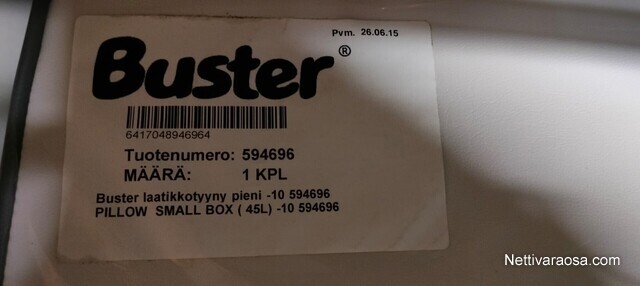 Pvm. 26.06.15
Buster®
6417048946964
Tuotenumero: 594696
MÄÄRÄ: 1 KPL
Buster laatikkotyyny pieni -10 594696
PILLOW SMALL BOX ( 45L) -10 594696
Nettivaraosa.com